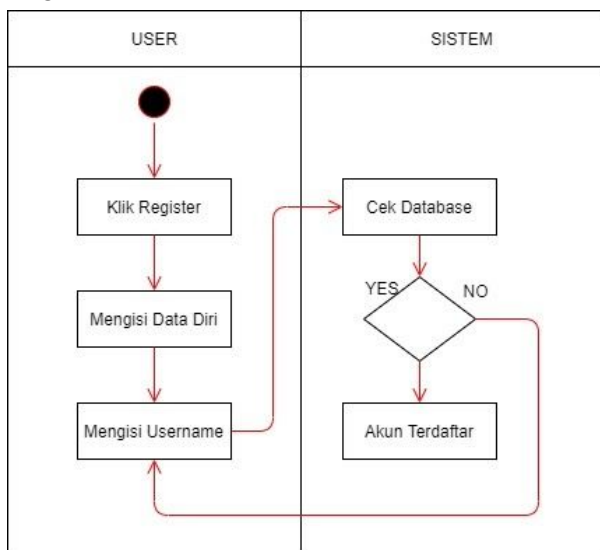 USER
SISTEM
Klik Register
Cek Database
YES
NO
Mengisi Data Diri
Mengisi Username
Akun Terdaftar